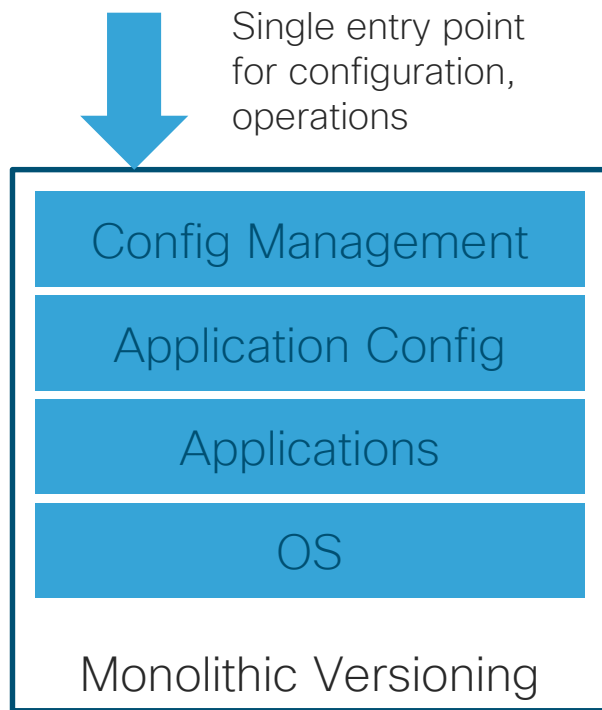 Single entry point
for configuration,
operations
Config Management
Application Config
Applications
OS
Monolithic Versioning